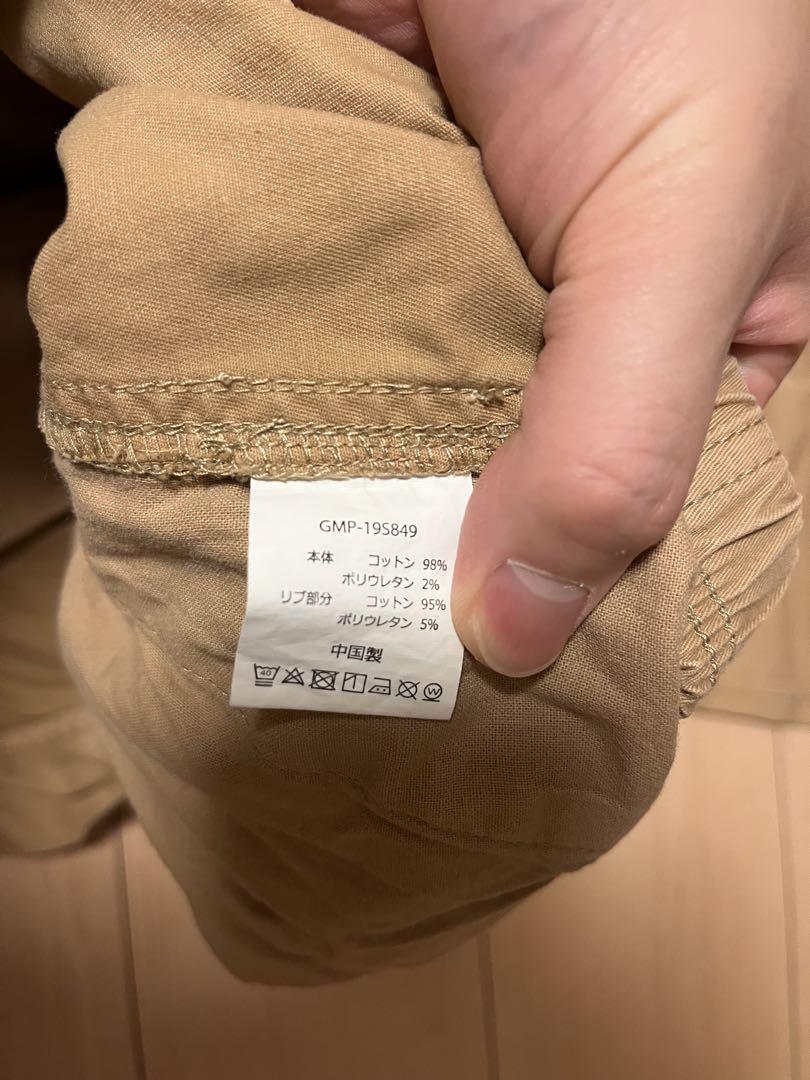 GMP-19S849
本体 コットン 98%
ポリウレタン 2%
リブ部分 コットン 95%
ポリウレタン 5%
中国製
40 W